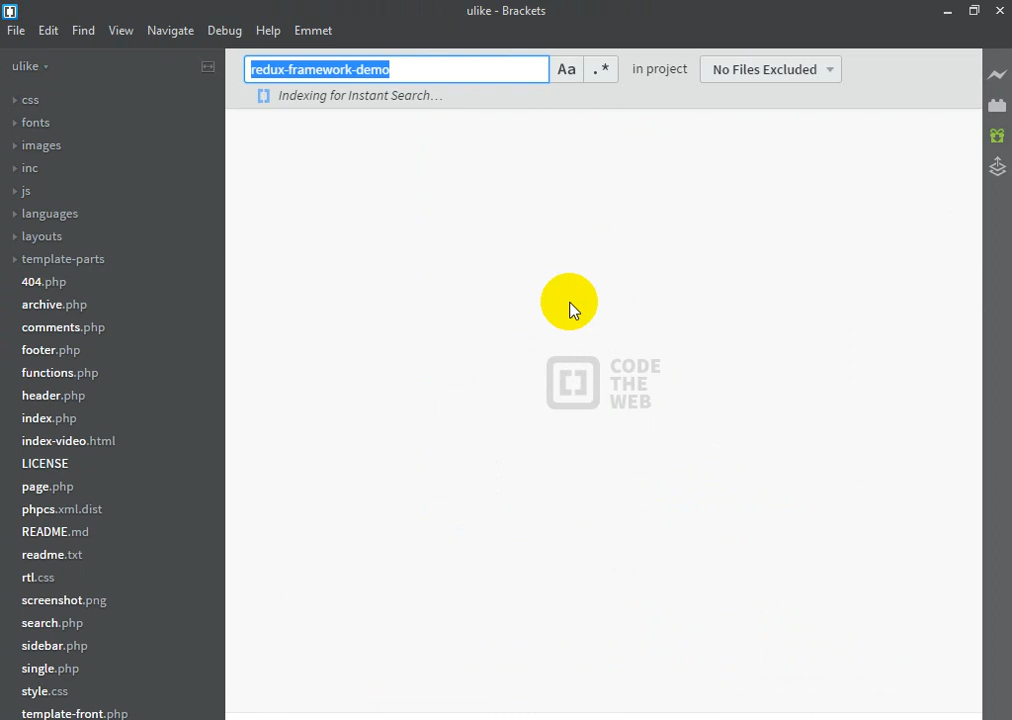 ulike - Brackets
File Edit Find View Navigate Debug Help Emmet
ulike
redux-framework-demo Aa .* in project No Files Excluded
Indexing for Instant Search...
css
fonts
images
inc
js
languages
layouts
template-parts
404.php
archive.php
comments.php
footer.php
functions.php
header.php
index.php
index-video.html
LICENSE
page.php
phpcs.xml.dist
README.md
readme.txt
rtl.css
screenshot.png
search.php
sidebar.php
single.php
style.css
template-front.php
CODE
THE
WEB